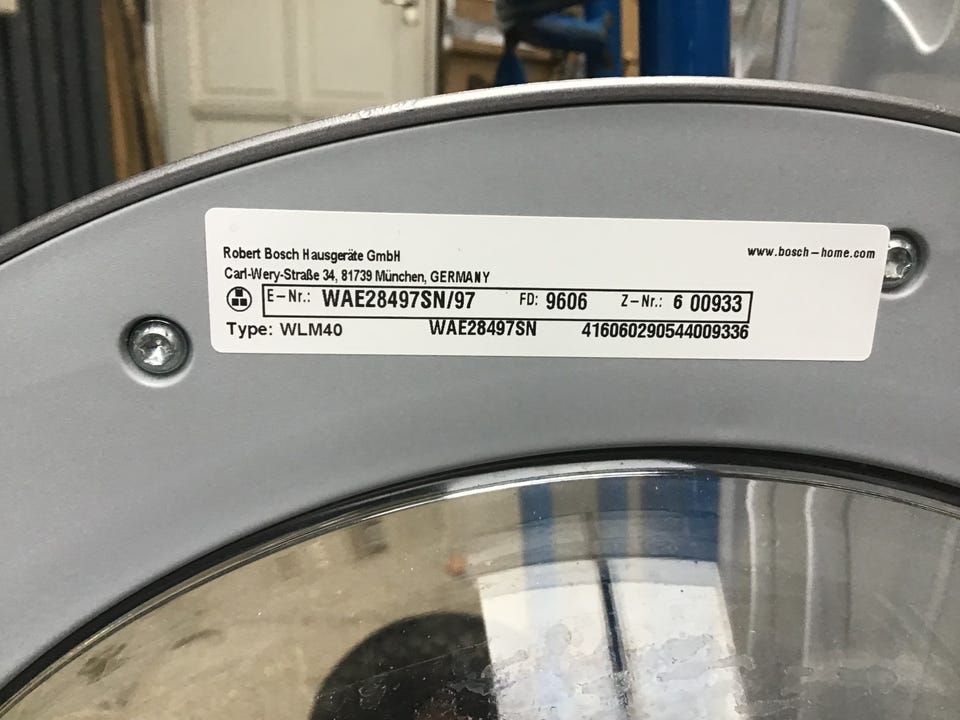 Robert Bosch Hausgeräte GmbH
www.bosch-home.com
Carl-Wery-Straße 34, 81739 München, GERMANY
E-Nr.: WAE28497SN/97 FD: 9606 Z-Nr.: 6 00933
Type: WLM40 WAE28497SN 416060290544009336